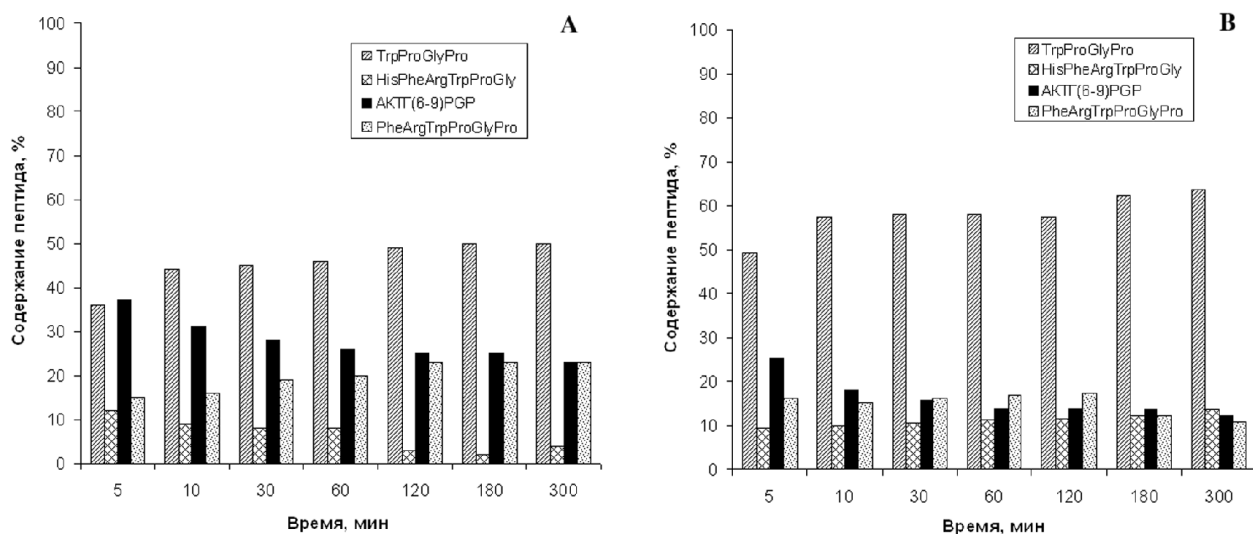 A
Содержание пептида, %
100
90
80
70
60
50
40
30
20
10
0
TrpProGlyPro
HisPheArgTrpProGly
АКТГ(6-9)PGP
PheArgTrpProGlyPro
5 10 30 60 120 180 300
Время, мин
B
Содержание пептида, %
100
90
80
70
60
50
40
30
20
10
0
TrpProGlyPro
HisPheArgTrpProGly
АКТГ(6-9)PGP
PheArgTrpProGlyPro
5 10 30 60 120 180 300
Время, мин